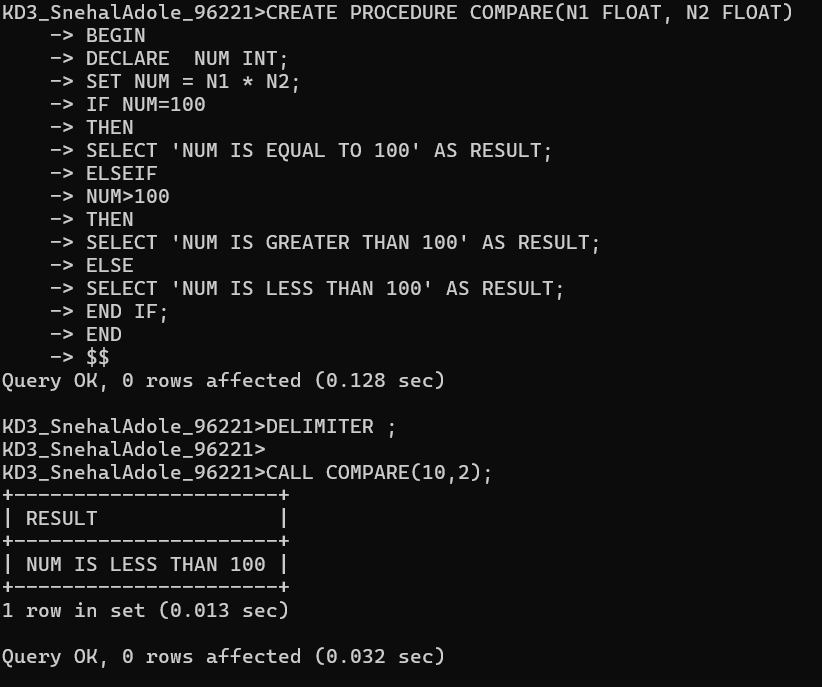 KD3_SnehalAdole_96221>CREATE PROCEDURE COMPARE(N1 FLOAT, N2 FLOAT)
    -> BEGIN
    -> DECLARE  NUM INT;
    -> SET NUM = N1 * N2;
    -> IF NUM=100
    -> THEN
    -> SELECT 'NUM IS EQUAL TO 100' AS RESULT;
    -> ELSEIF
    -> NUM>100
    -> THEN
    -> SELECT 'NUM IS GREATER THAN 100' AS RESULT;
    -> ELSE
    -> SELECT 'NUM IS LESS THAN 100' AS RESULT;
    -> END IF;
    -> END
    -> $$
Query OK, 0 rows affected (0.128 sec)

KD3_SnehalAdole_96221>DELIMITER ;
KD3_SnehalAdole_96221>
KD3_SnehalAdole_96221>CALL COMPARE(10,2);
+----------------------+
| RESULT               |
+----------------------+
| NUM IS LESS THAN 100 |
+----------------------+
1 row in set (0.013 sec)

Query OK, 0 rows affected (0.032 sec)